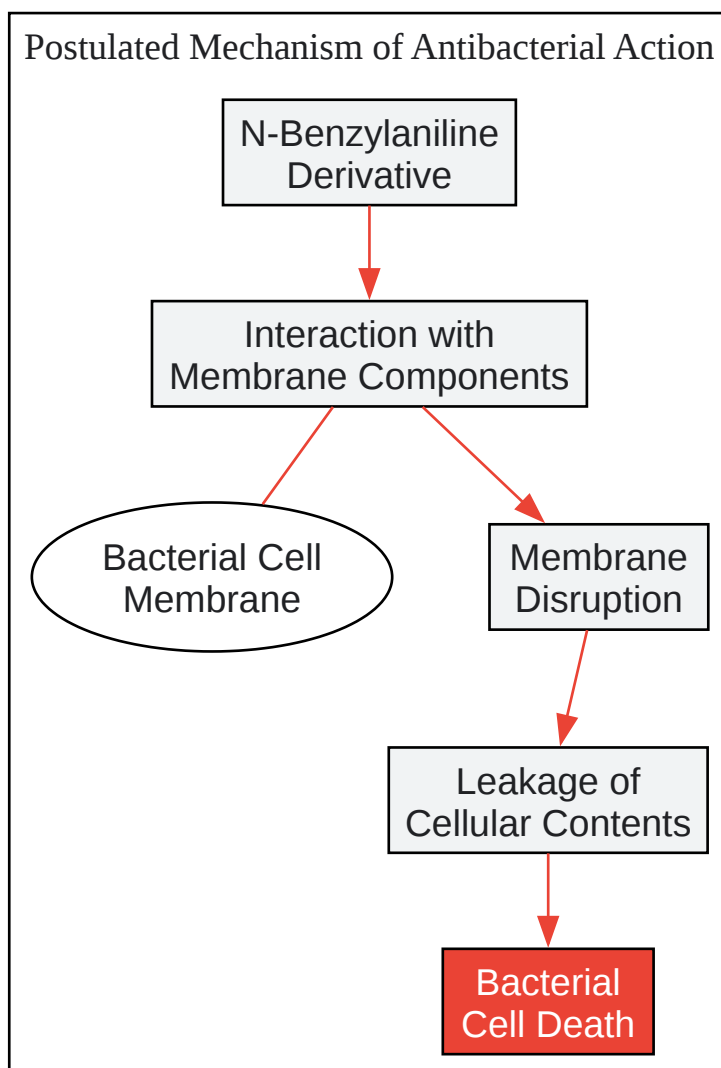 Postulated Mechanism of Antibacterial Action
N-Benzylaniline
Derivative
Interaction with
Membrane Components
Bacterial Cell
Membrane
Membrane
Disruption
Leakage of
Cellular Contents
Bacterial
Cell Death